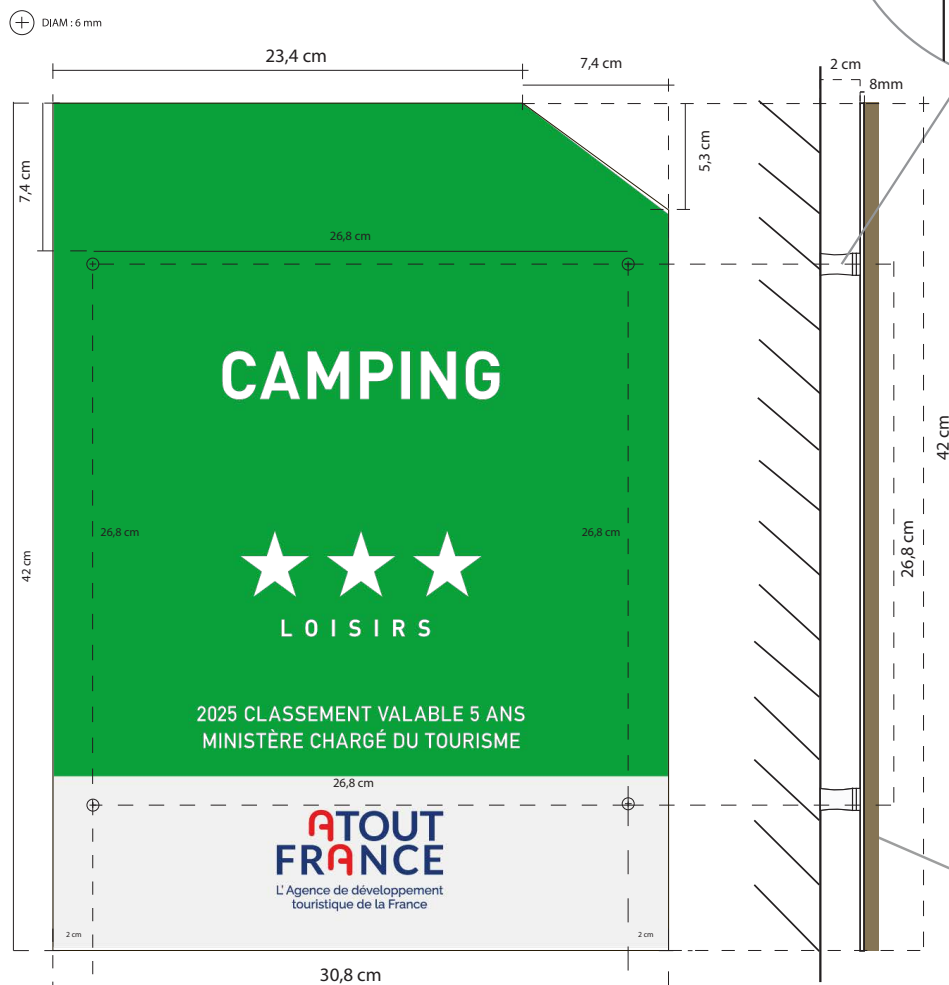 DIAM : 6 mm
23,4 cm
7,4 cm
2 cm
8mm
7,4 cm
5,3 cm
26,8 cm
CAMPING
42 cm
26,8 cm
26,8 cm
26,8 cm
42 cm
LOISIRS
2025 CLASSEMENT VALABLE 5 ANS
MINISTÈRE CHARGÉ DU TOURISME
26,8 cm
ATOUT
FRANCE
L'Agence de développement
touristique de la France
2 cm
2 cm
30,8 cm